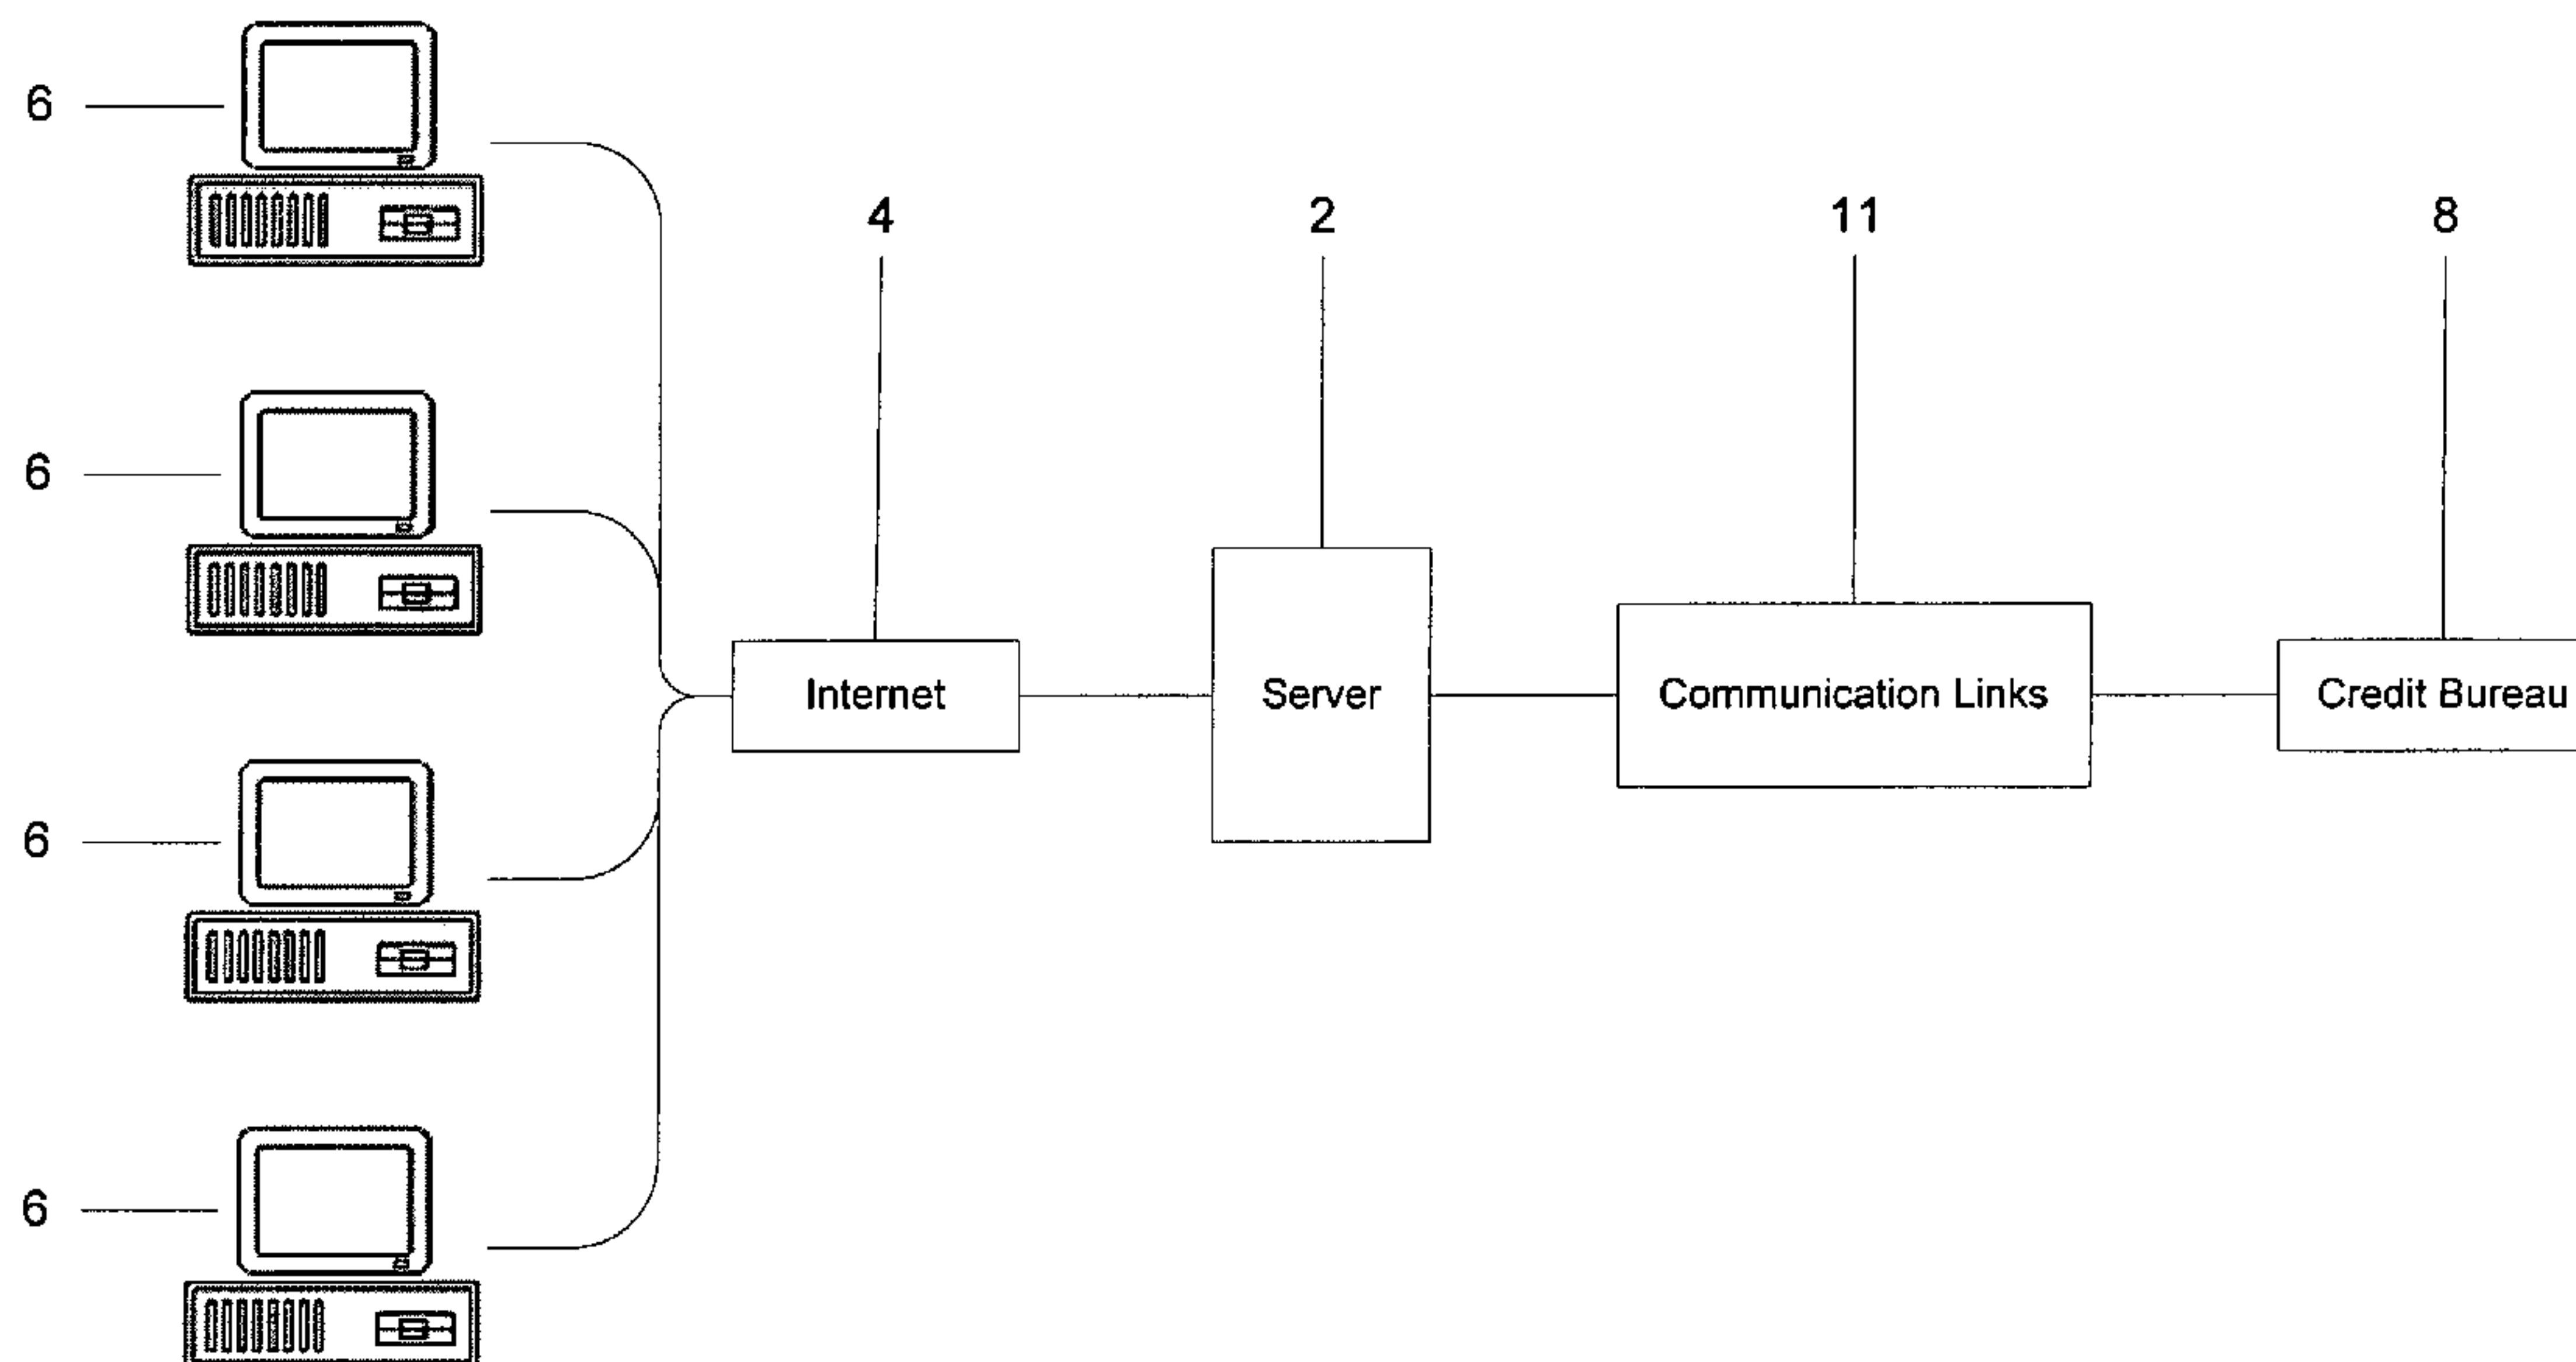 6
4
2
11
8
6
Internet
Server
Communication Links
Credit Bureau
6
6